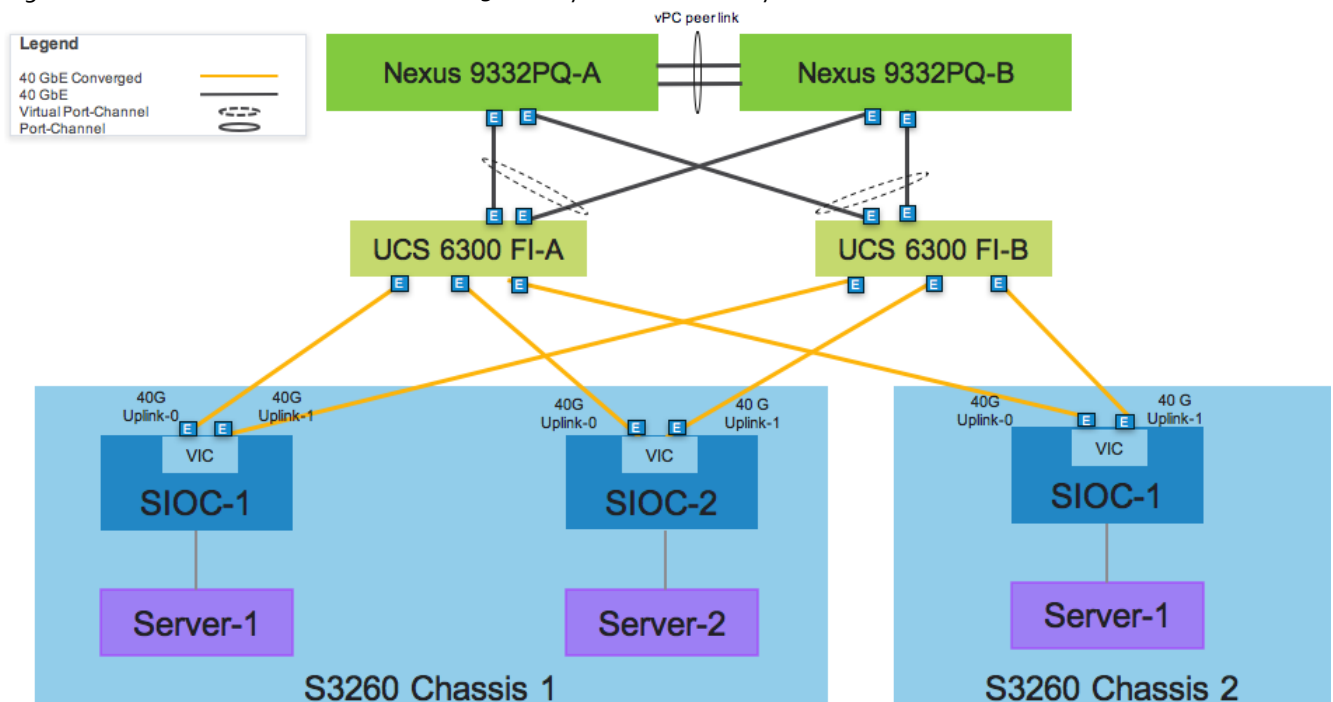 vPC peer link
Legend
40 GbE Converged
40 GbE
Virtual Port-Channel
Port-Channel
Nexus 9332PQ-A
Nexus 9332PQ-B
E E E E
E E E E
UCS 6300 FI-A
UCS 6300 FI-B
E E E E E E
40G
Uplink-0
40G
Uplink-1
40G
Uplink-0
40 G
Uplink-1
40G
Uplink-0
40 G
Uplink-1
E E E E E E
VIC
VIC
VIC
SIOC-1
SIOC-2
SIOC-1
Server-1
Server-2
Server-1
S3260 Chassis 1
S3260 Chassis 2